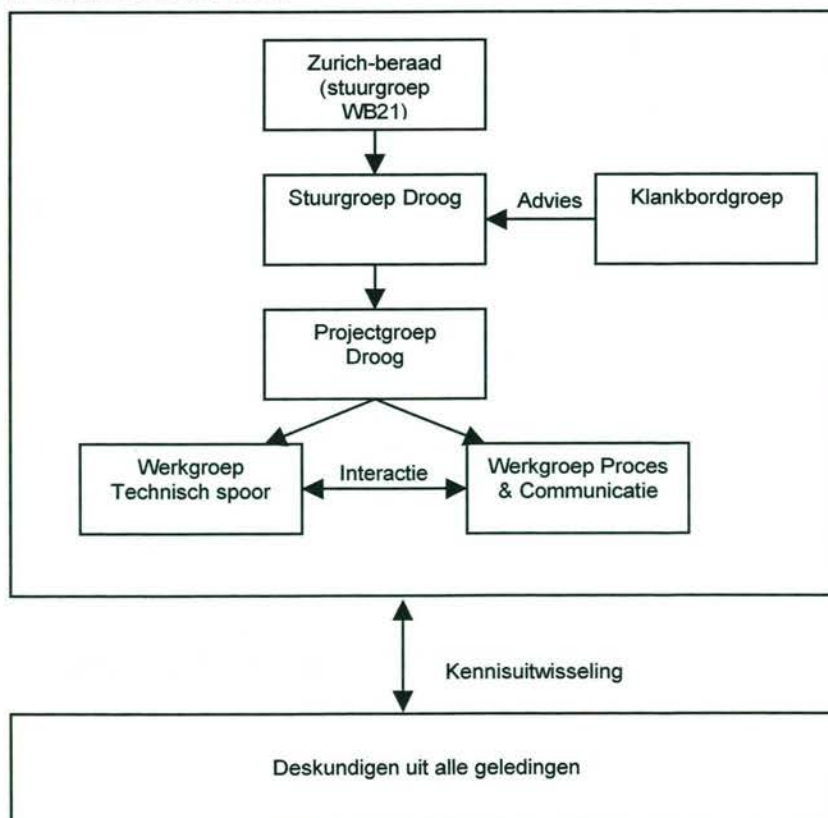 Zurich-beraad
(stuurgroep
WB21)
Stuurgroep Droog
Advies
Klankbordgroep
Projectgroep
Droog
Werkgroep
Technisch spoor
Interactie
Werkgroep Proces
& Communicatie
Kennisuitwisseling
Deskundigen uit alle geledingen